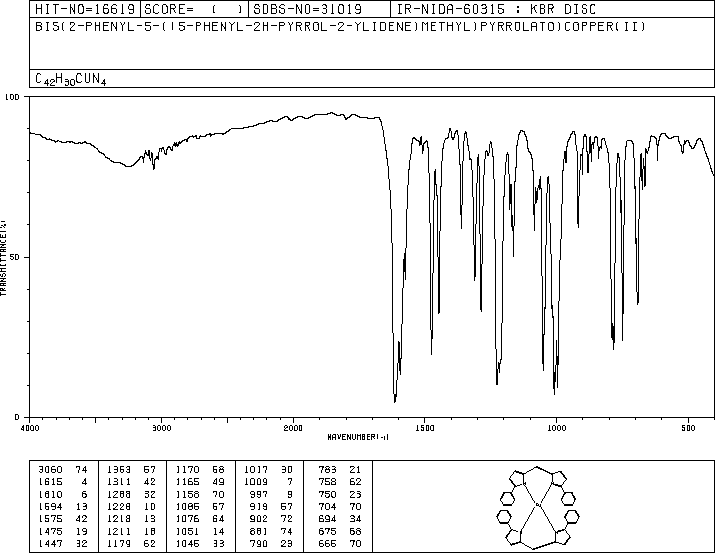 HIT-NO=16619 SCORE= ( ) SDBS-NO=31019 IR-NIDA-60315 : KBR DISC
BIS(2-PHENYL-5-((5-PHENYL-2H-PYRROL-2-YLIDENE)METHYL)PYRROLATO)COPPER(II)
C42H30CUN4
100
50
0
TRANSMITTANCE(%)
4000 3000 2000 1500 1000 500
WAVENUMBER(-1)
3060 74 1363 57 1170 68 1017 30 783 21
1615 4 1311 42 1165 49 1009 7 758 62
1610 6 1288 32 1158 70 997 9 750 23
1594 13 1228 10 1085 57 919 57 704 70
1575 42 1218 13 1076 64 902 72 694 34
1475 19 1211 18 1051 14 881 74 675 68
1447 32 1179 62 1045 33 790 29 665 70